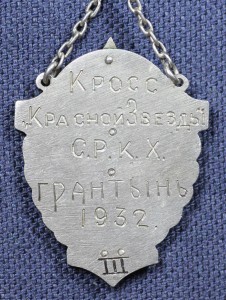 Кросс
„Красной Звезды
С.Р.К.Х.
Грантынь
1932.
III